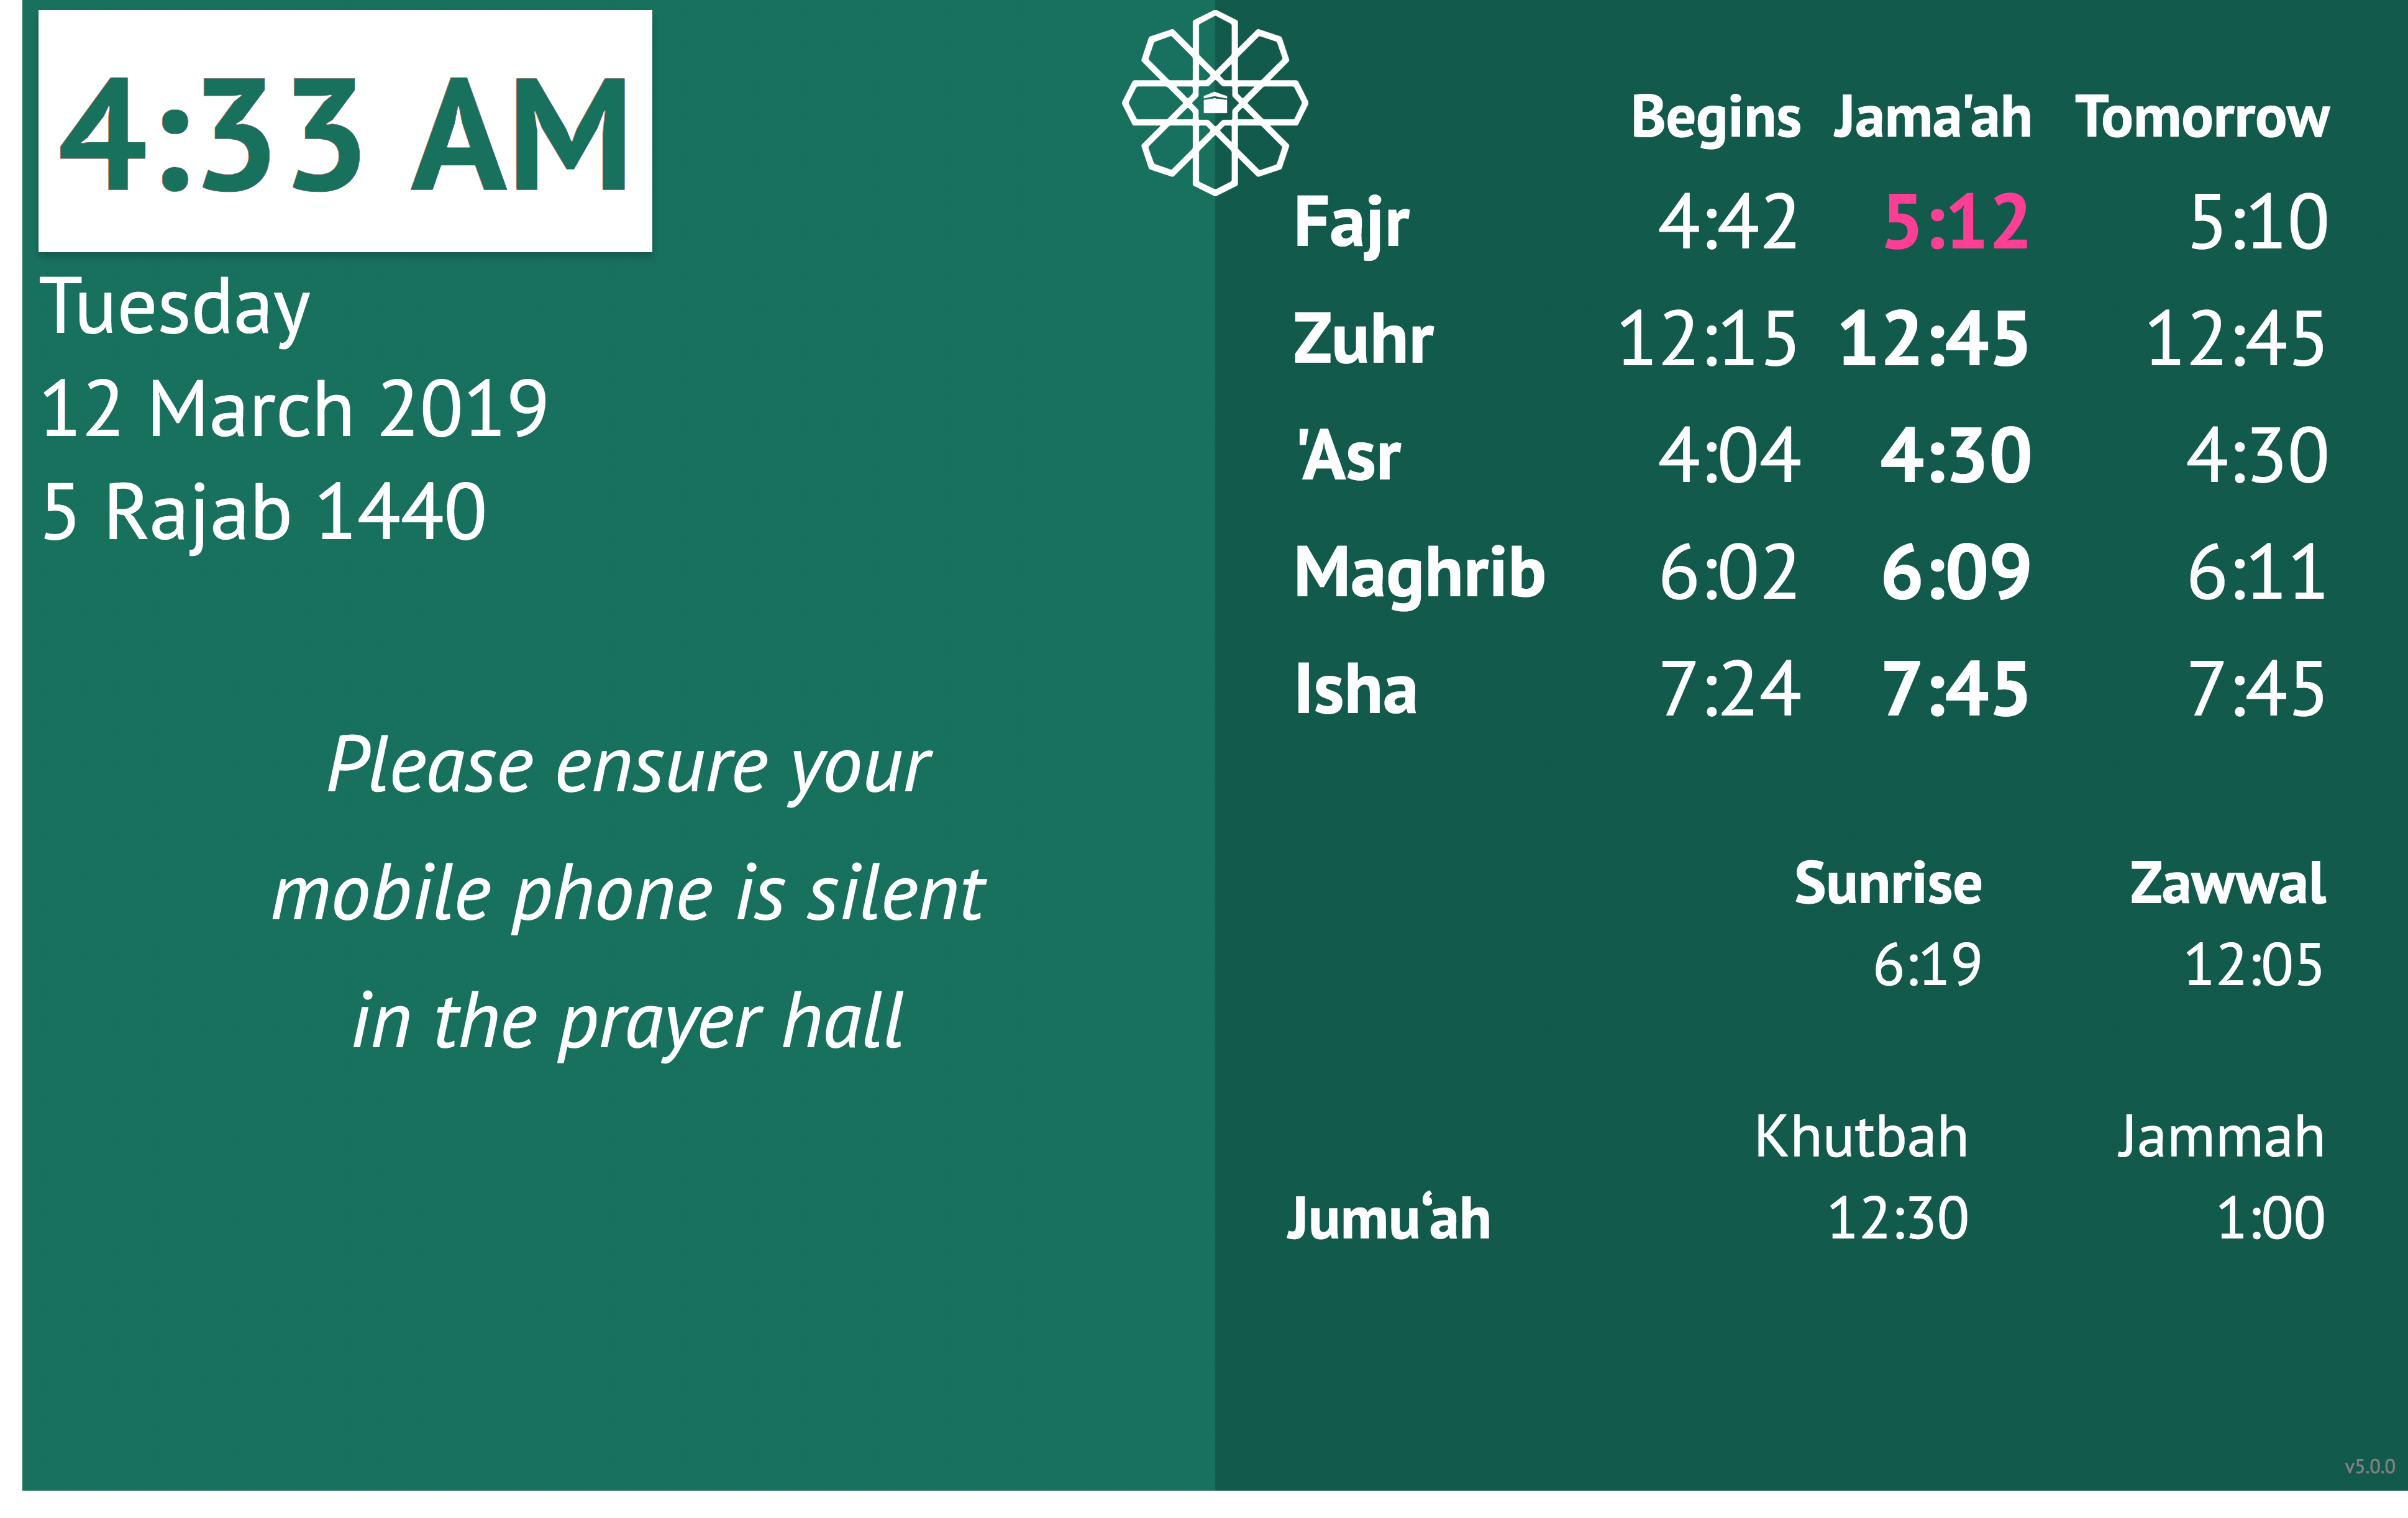 4:33 AM
Tuesday
12 March 2019
5 Rajab 1440
Please ensure your
mobile phone is silent
in the prayer hall
Begins Jama'ah Tomorrow
Fajr 4:42 5:12 5:10
Zuhr 12:15 12:45 12:45
'Asr 4:04 4:30 4:30
Maghrib 6:02 6:09 6:11
Isha 7:24 7:45 7:45
Sunrise Zawwal
6:19 12:05
Khutbah Jammah
Jumu‘ah 12:30 1:00
v5.0.0